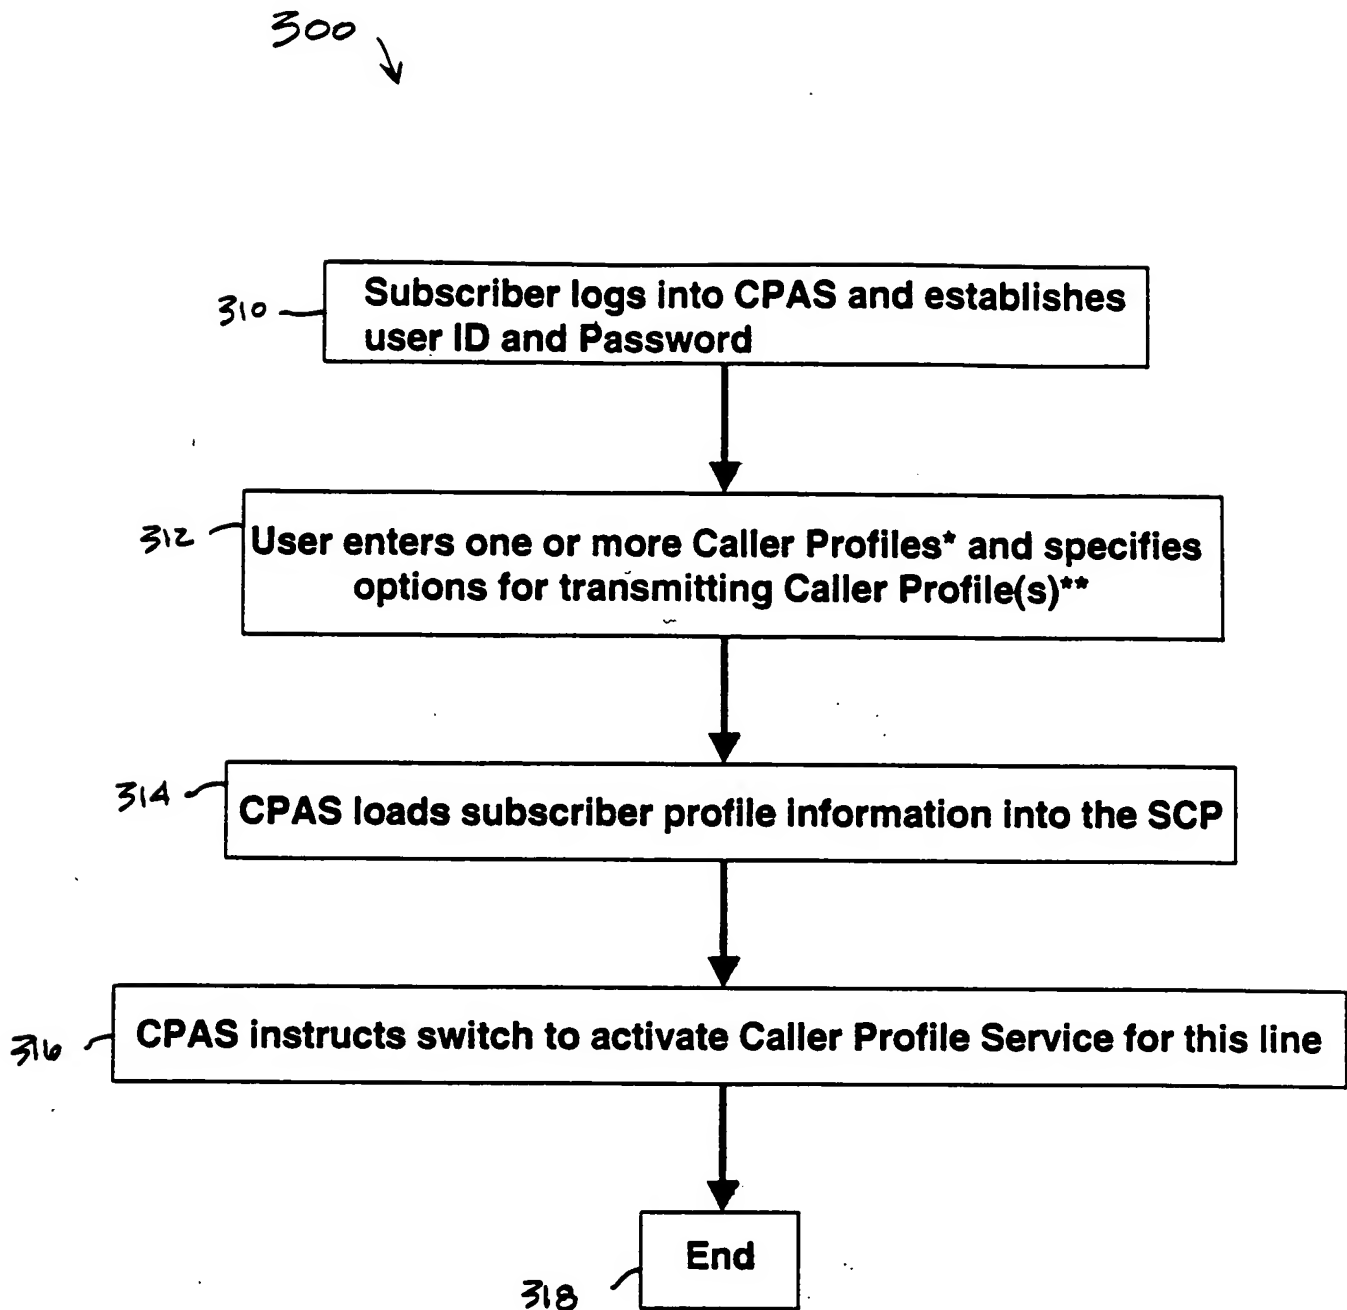 300
310
Subscriber logs into CPAS and establishes
user ID and Password
312
User enters one or more Caller Profiles* and specifies
options for transmitting Caller Profile(s)**
314
CPAS loads subscriber profile information into the SCP
316
CPAS instructs switch to activate Caller Profile Service for this line
End
318